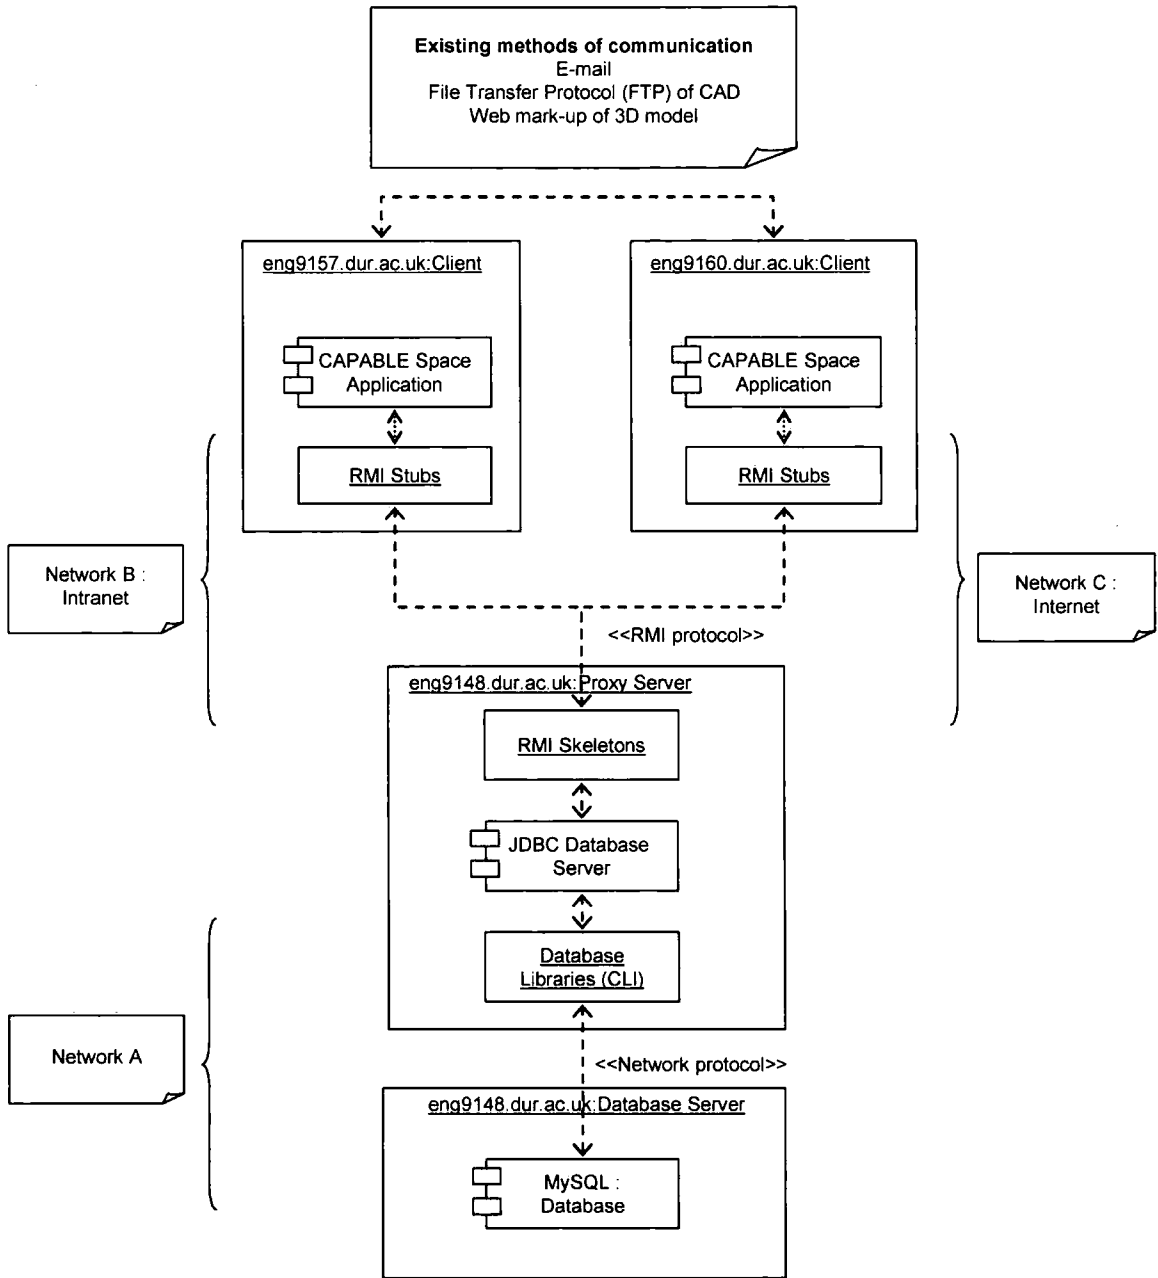 Existing methods of communication
E-mail
File Transfer Protocol (FTP) of CAD
Web mark-up of 3D model
eng9157.dur.ac.uk:Client
eng9160.dur.ac.uk:Client
CAPABLE Space
Application
CAPABLE Space
Application
RMI Stubs
RMI Stubs
Network B :
Intranet
Network C :
Internet
<<RMI protocol>>
eng9148.dur.ac.uk:Proxy Server
RMI Skeletons
JDBC Database
Server
Database
Libraries (CLI)
Network A
<<Network protocol>>
eng9148.dur.ac.uk:Database Server
MySQL :
Database